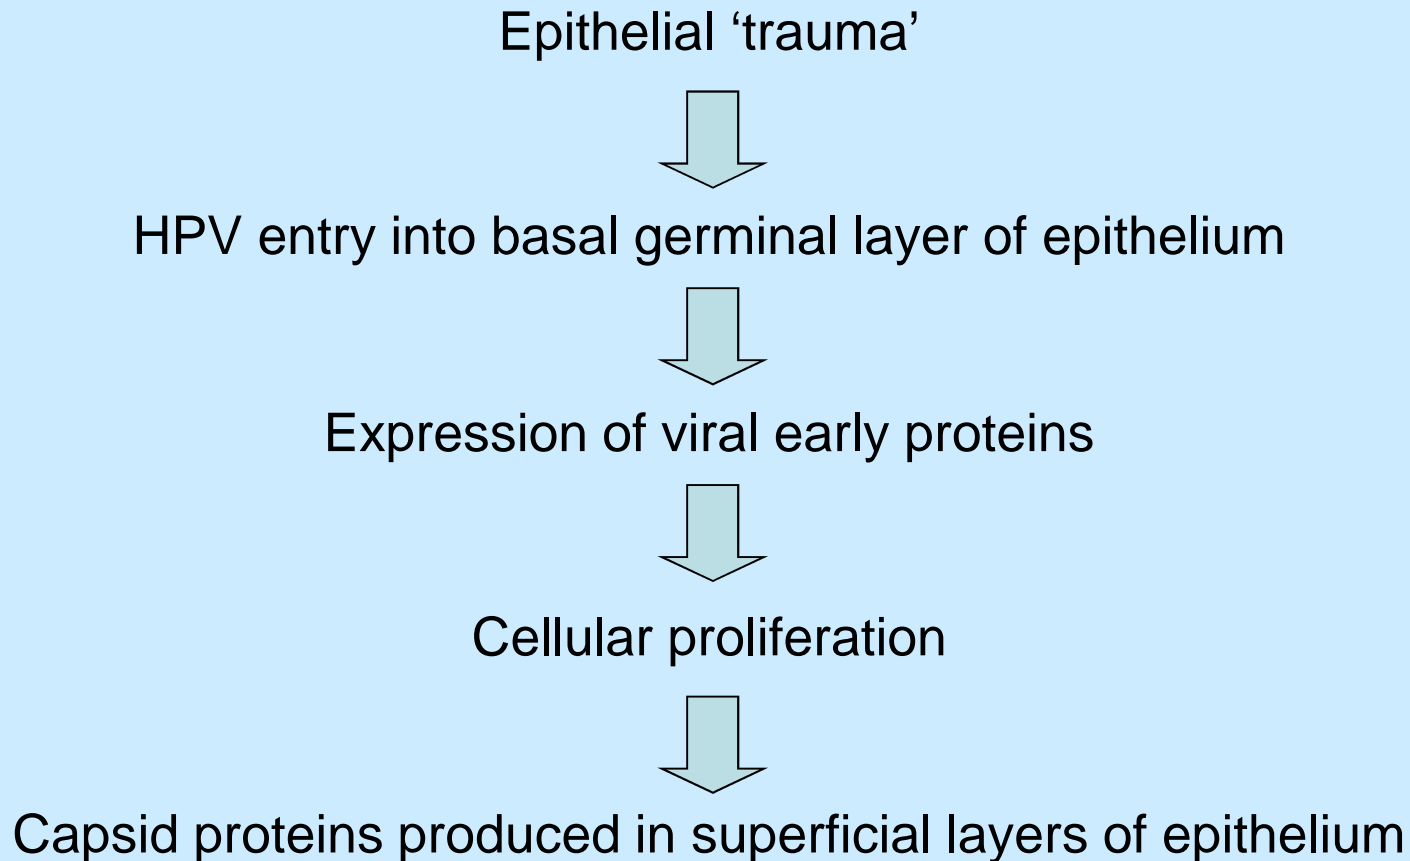 Epithelial ‘trauma’
HPV entry into basal germinal layer of epithelium
Expression of viral early proteins
Cellular proliferation
Capsid proteins produced in superficial layers of epithelium